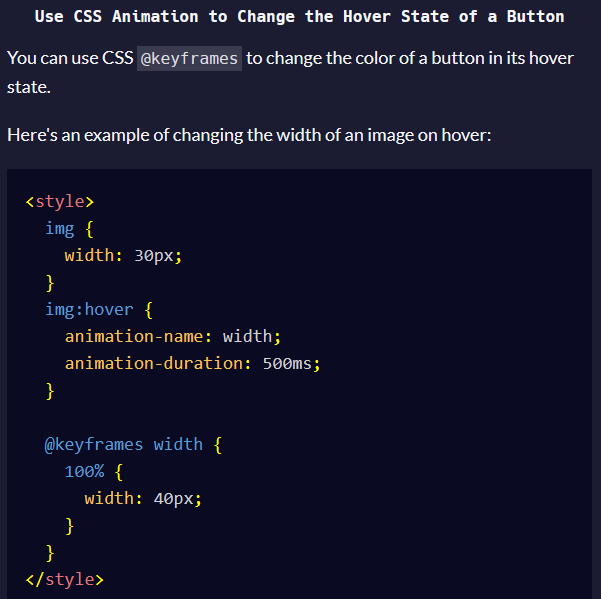 Use CSS Animation to Change the Hover State of a Button
You can use CSS @keyframes to change the color of a button in its hover
state.
Here's an example of changing the width of an image on hover:
<style>
  img {
    width: 30px;
  }
  img:hover {
    animation-name: width;
    animation-duration: 500ms;
  }

  @keyframes width {
    100% {
      width: 40px;
    }
  }
</style>